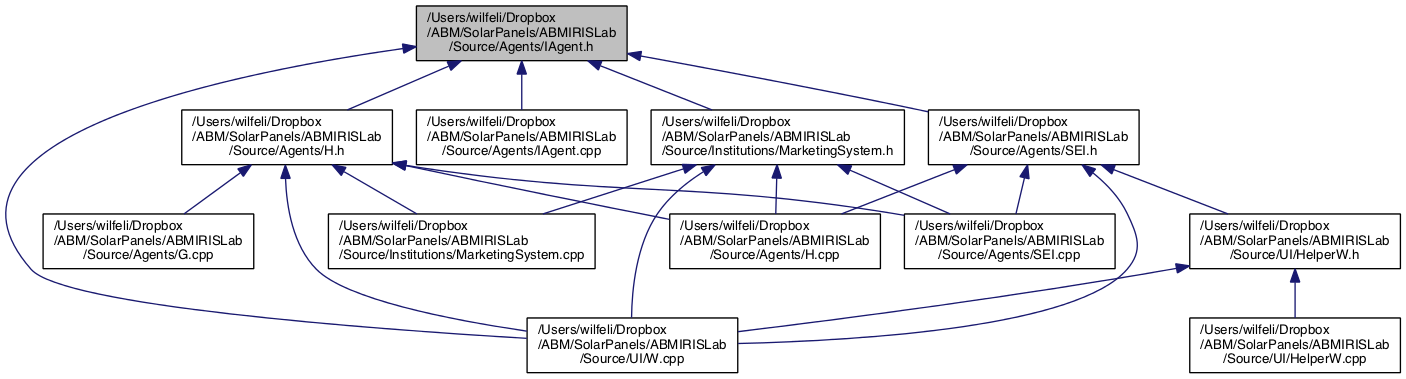 /Users/wilfeli/Dropbox
/ABM/SolarPanels/ABMIRISLab
/Source/Agents/IAgent.h
/Users/wilfeli/Dropbox
/ABM/SolarPanels/ABMIRISLab
/Source/Agents/H.h
/Users/wilfeli/Dropbox
/ABM/SolarPanels/ABMIRISLab
/Source/Agents/IAgent.cpp
/Users/wilfeli/Dropbox
/ABM/SolarPanels/ABMIRISLab
/Source/Institutions/MarketingSystem.h
/Users/wilfeli/Dropbox
/ABM/SolarPanels/ABMIRISLab
/Source/Agents/SEI.h
/Users/wilfeli/Dropbox
/ABM/SolarPanels/ABMIRISLab
/Source/Agents/G.cpp
/Users/wilfeli/Dropbox
/ABM/SolarPanels/ABMIRISLab
/Source/Institutions/MarketingSystem.cpp
/Users/wilfeli/Dropbox
/ABM/SolarPanels/ABMIRISLab
/Source/Agents/H.cpp
/Users/wilfeli/Dropbox
/ABM/SolarPanels/ABMIRISLab
/Source/Agents/SEI.cpp
/Users/wilfeli/Dropbox
/ABM/SolarPanels/ABMIRISLab
/Source/UI/HelperW.h
/Users/wilfeli/Dropbox
/ABM/SolarPanels/ABMIRISLab
/Source/UI/W.cpp
/Users/wilfeli/Dropbox
/ABM/SolarPanels/ABMIRISLab
/Source/UI/HelperW.cpp